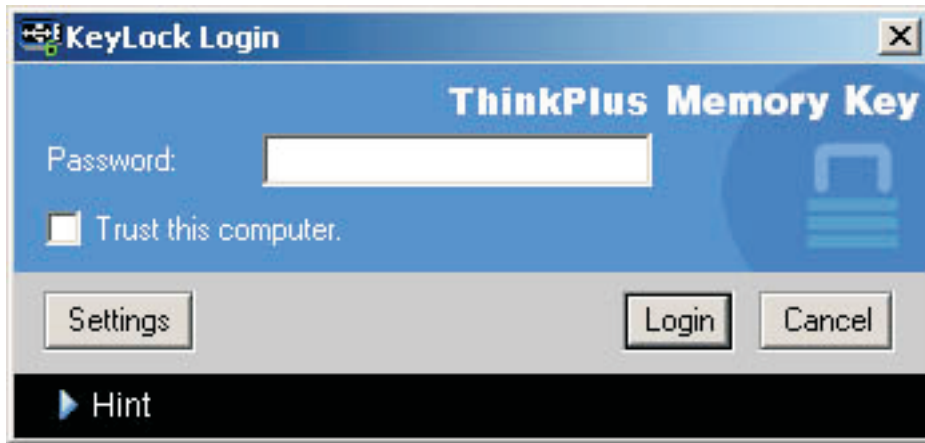 KeyLock Login
ThinkPlus Memory Key
Password:
Trust this computer.
Settings Login Cancel
Hint